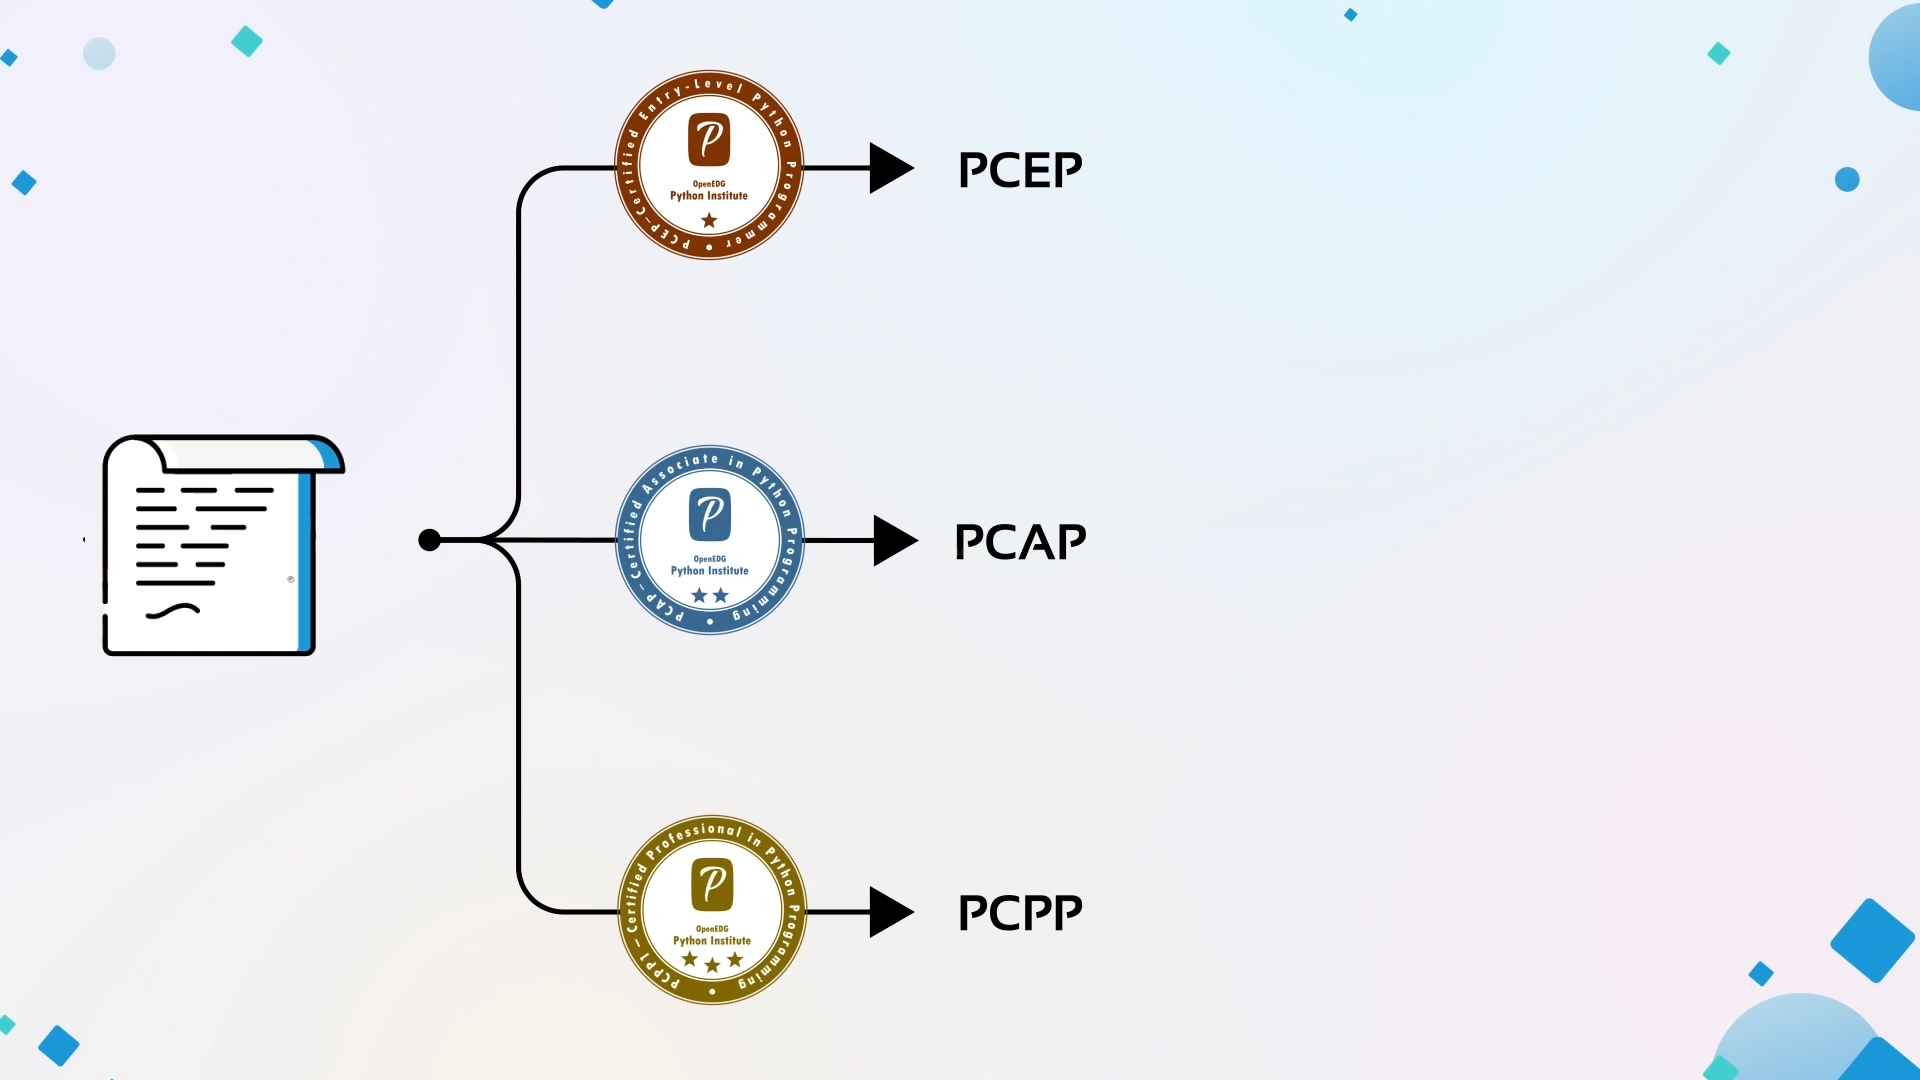 PCEP–Certified Entry-Level Python Programmer •
P
OpenEDG
Python Institute
PCEP
PCAP–Certified Associate in Python Programming •
P
OpenEDG
Python Institute
PCAP
PCPP1 – Certified Professional in Python Programming •
P
OpenEDG
Python Institute
PCPP